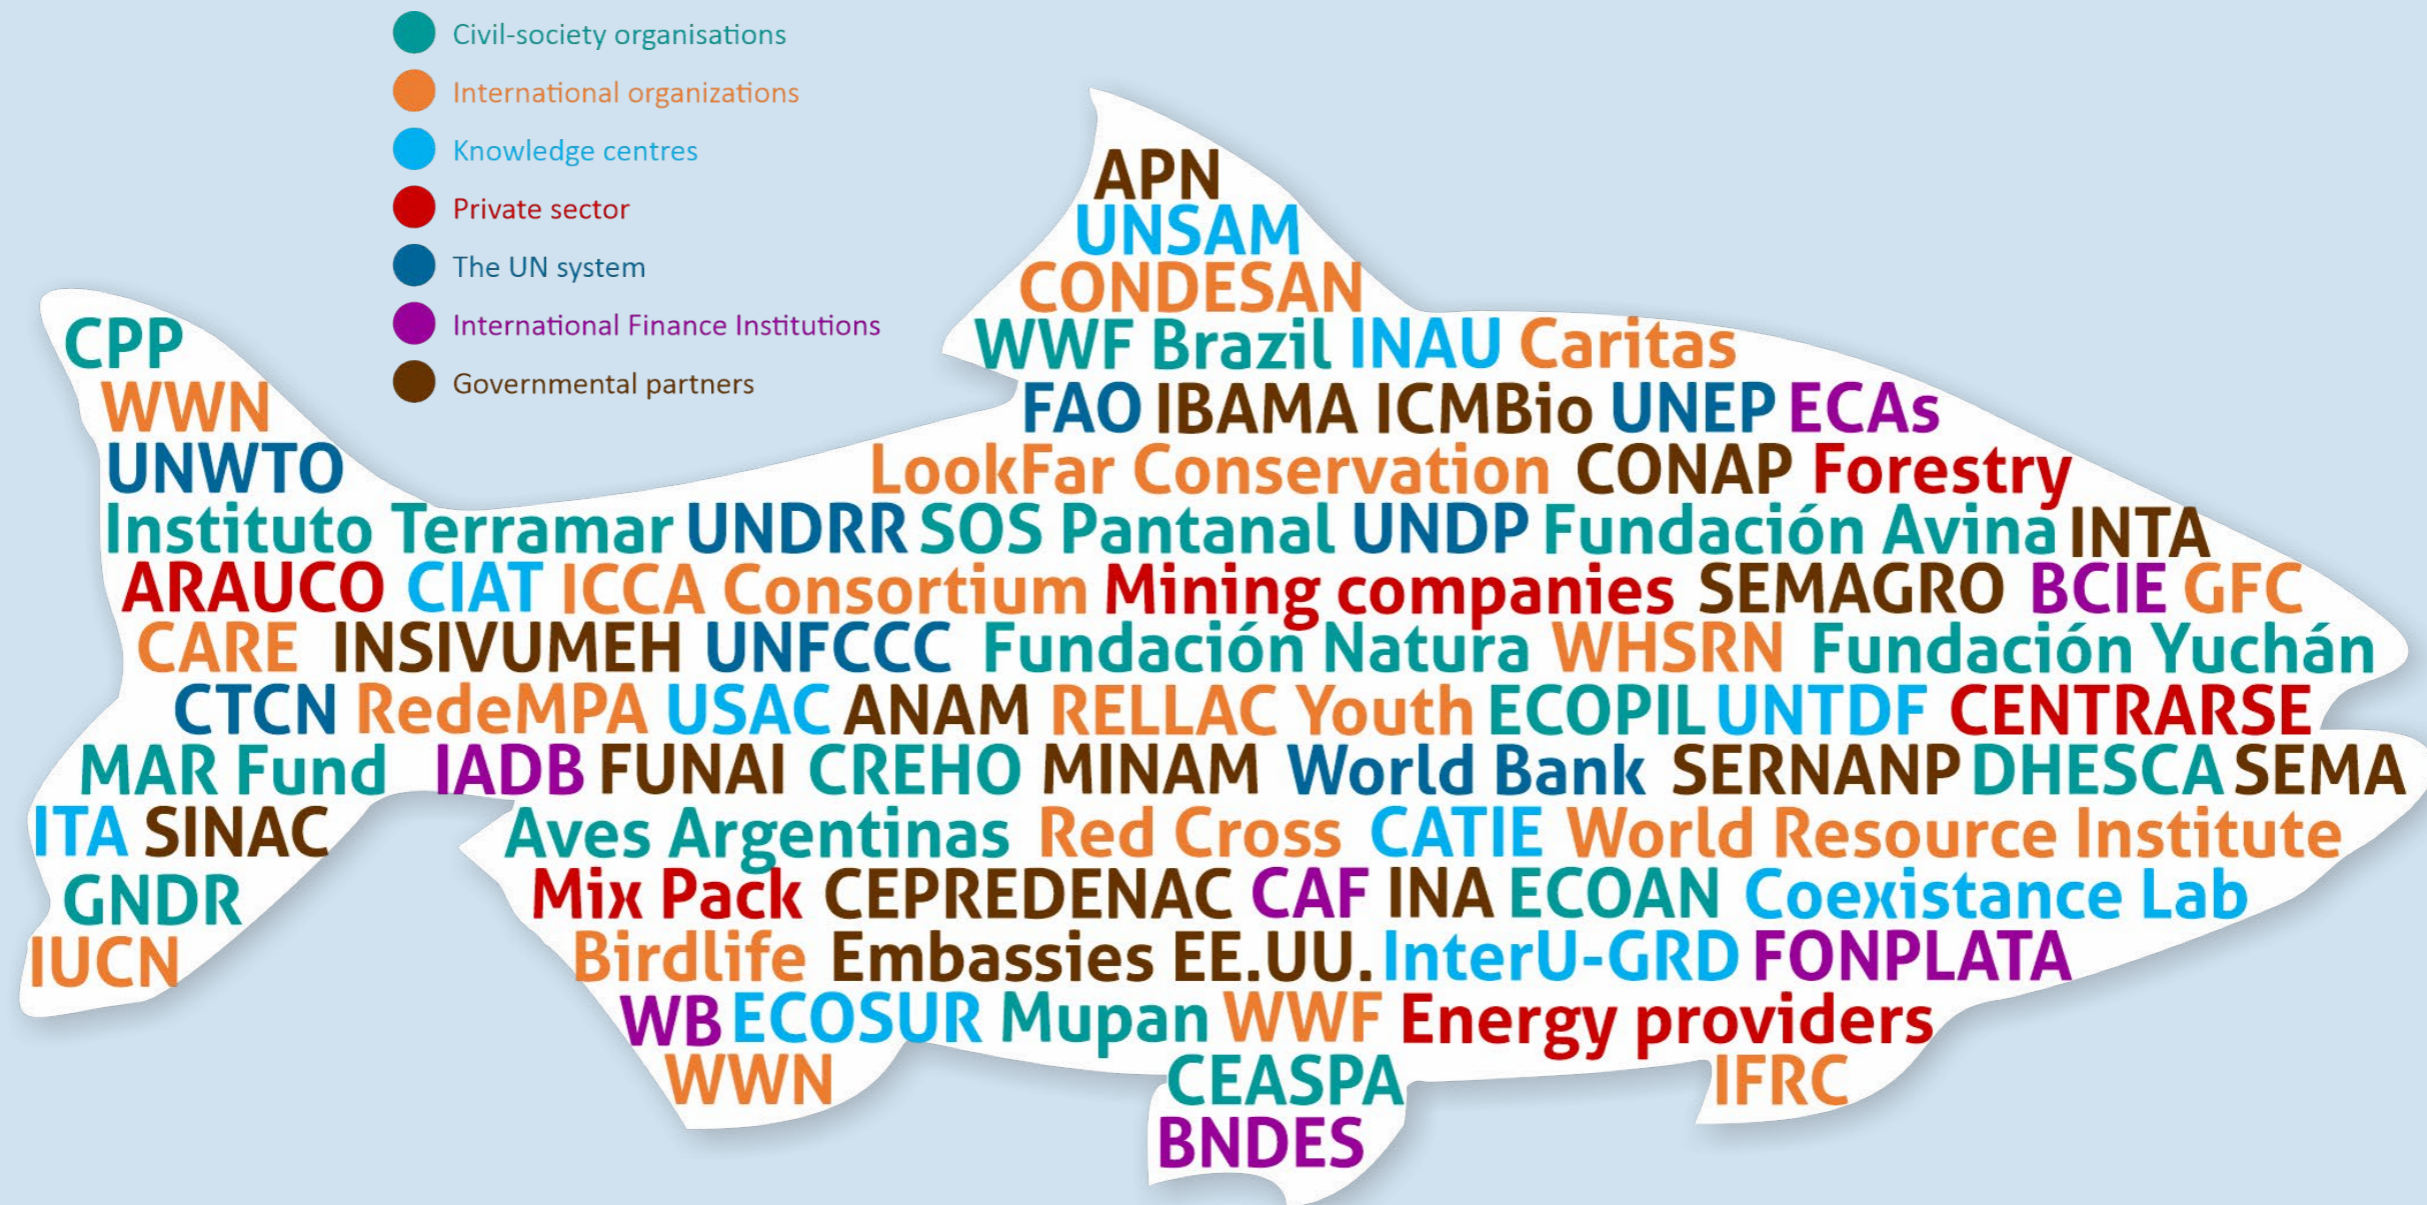 Civil-society organisations
International organizations
Knowledge centres
Private sector
The UN system
International Finance Institutions
Governmental partners
APN
UNSAM
CONDESAN
CPP WWF Brazil INAU Caritas
WWN FAO IBAMA ICMBio UNEP ECAs
UNWTO LookFar Conservation CONAP Forestry
Instituto Terramar UNDRR SOS Pantanal UNDP Fundación Avina INTA
ARAUCO CIAT ICCA Consortium Mining companies SEMAGRO BCIE GFC
CARE INSIVUMEH UNFCCC Fundación Natura WHSRN Fundación Yuchán
CTCN RedeMPA USAC ANAM RELLAC Youth ECOPIL UNTDF CENTRARSE
MAR Fund IADB FUNAI CREHO MINAM World Bank SERNANP DHESCA SEMA
ITA SINAC Aves Argentinas Red Cross CATIE World Resource Institute
GNDR Mix Pack CEPREDENAC CAF INA ECOAN Coexistance Lab
IUCN Birdlife Embassies EE.UU. InterU-GRD FONPLATA
WB ECOSUR Mupan WWF Energy providers
WWN CEASPA IFRC
BNDES